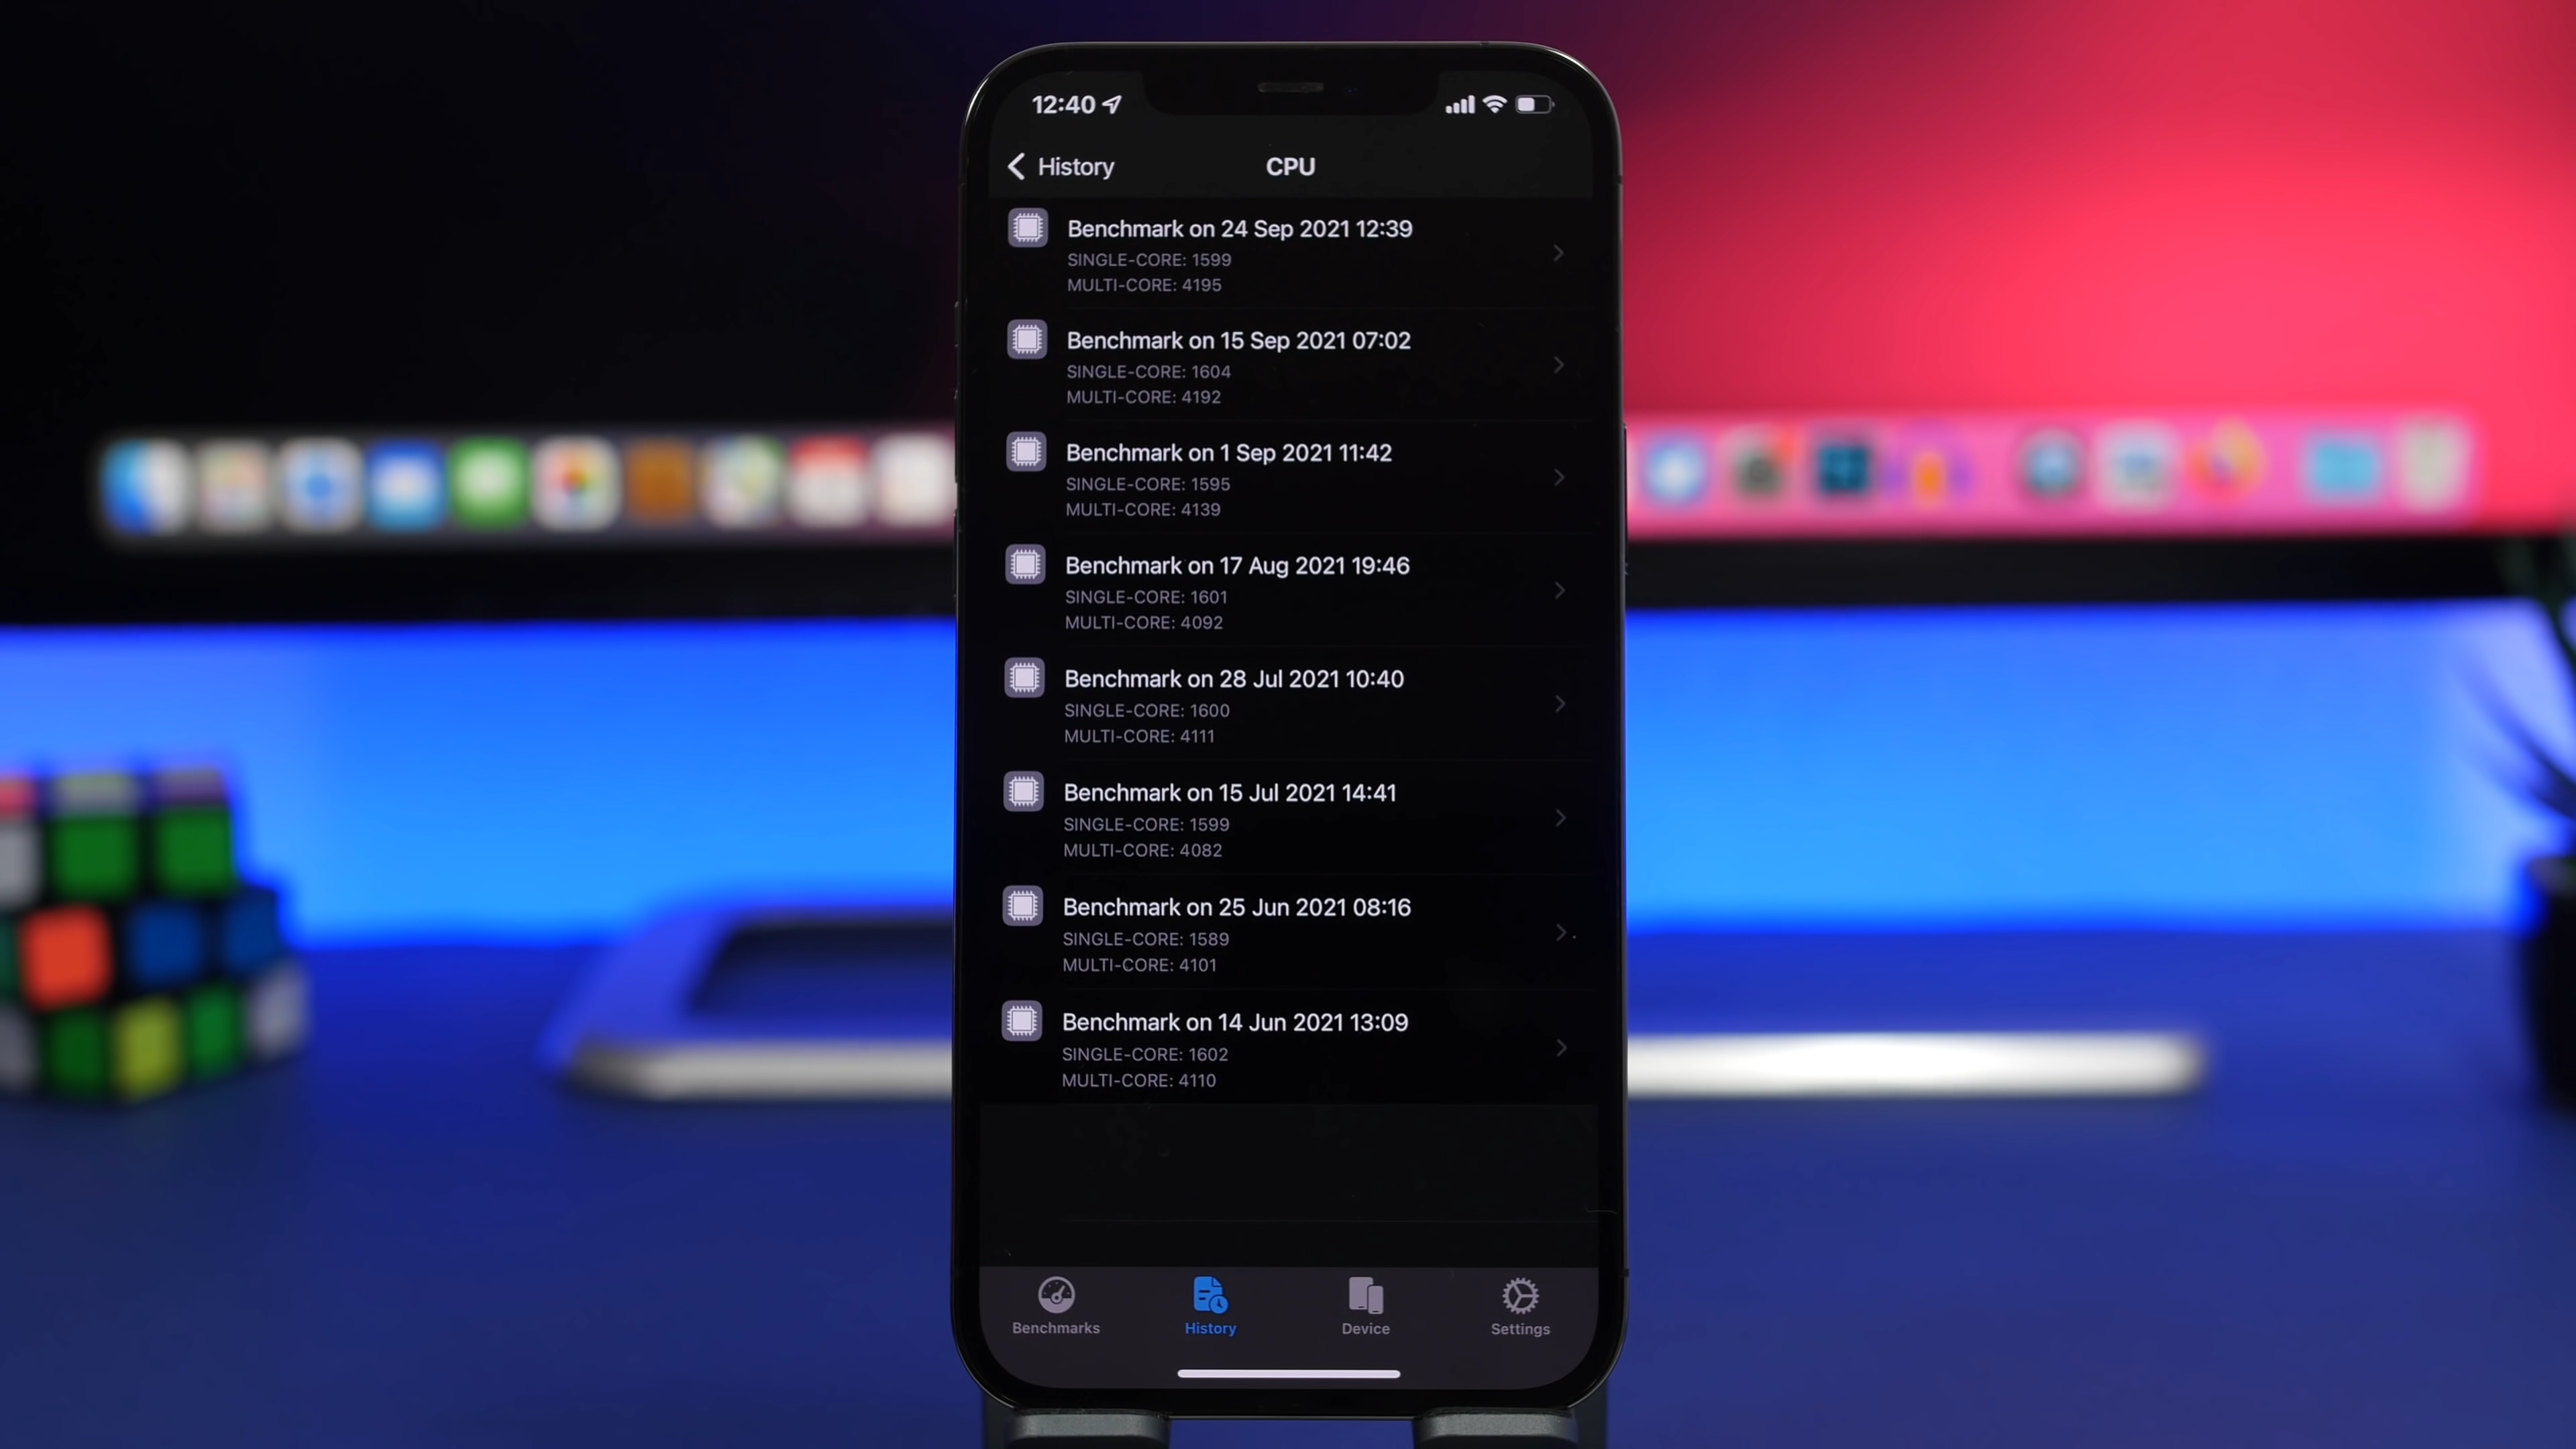 12:40
History
CPU
Benchmark on 24 Sep 2021 12:39
SINGLE-CORE: 1599
MULTI-CORE: 4195
Benchmark on 15 Sep 2021 07:02
SINGLE-CORE: 1604
MULTI-CORE: 4192
Benchmark on 1 Sep 2021 11:42
SINGLE-CORE: 1595
MULTI-CORE: 4139
Benchmark on 17 Aug 2021 19:46
SINGLE-CORE: 1601
MULTI-CORE: 4092
Benchmark on 28 Jul 2021 10:40
SINGLE-CORE: 1600
MULTI-CORE: 4111
Benchmark on 15 Jul 2021 14:41
SINGLE-CORE: 1599
MULTI-CORE: 4082
Benchmark on 25 Jun 2021 08:16
SINGLE-CORE: 1589
MULTI-CORE: 4101
Benchmark on 14 Jun 2021 13:09
SINGLE-CORE: 1602
MULTI-CORE: 4110
Benchmarks
History
Device
Settings